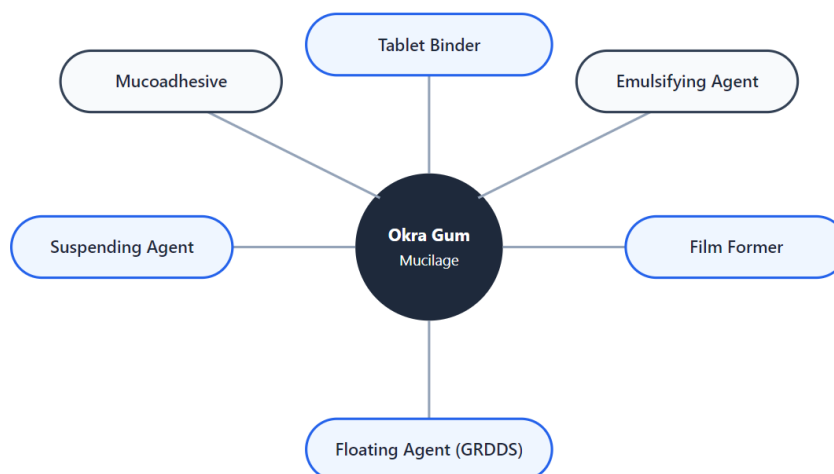 Tablet Binder
Mucoadhesive
Emulsifying Agent
Okra Gum
Mucilage
Suspending Agent
Film Former
Floating Agent (GRDDS)